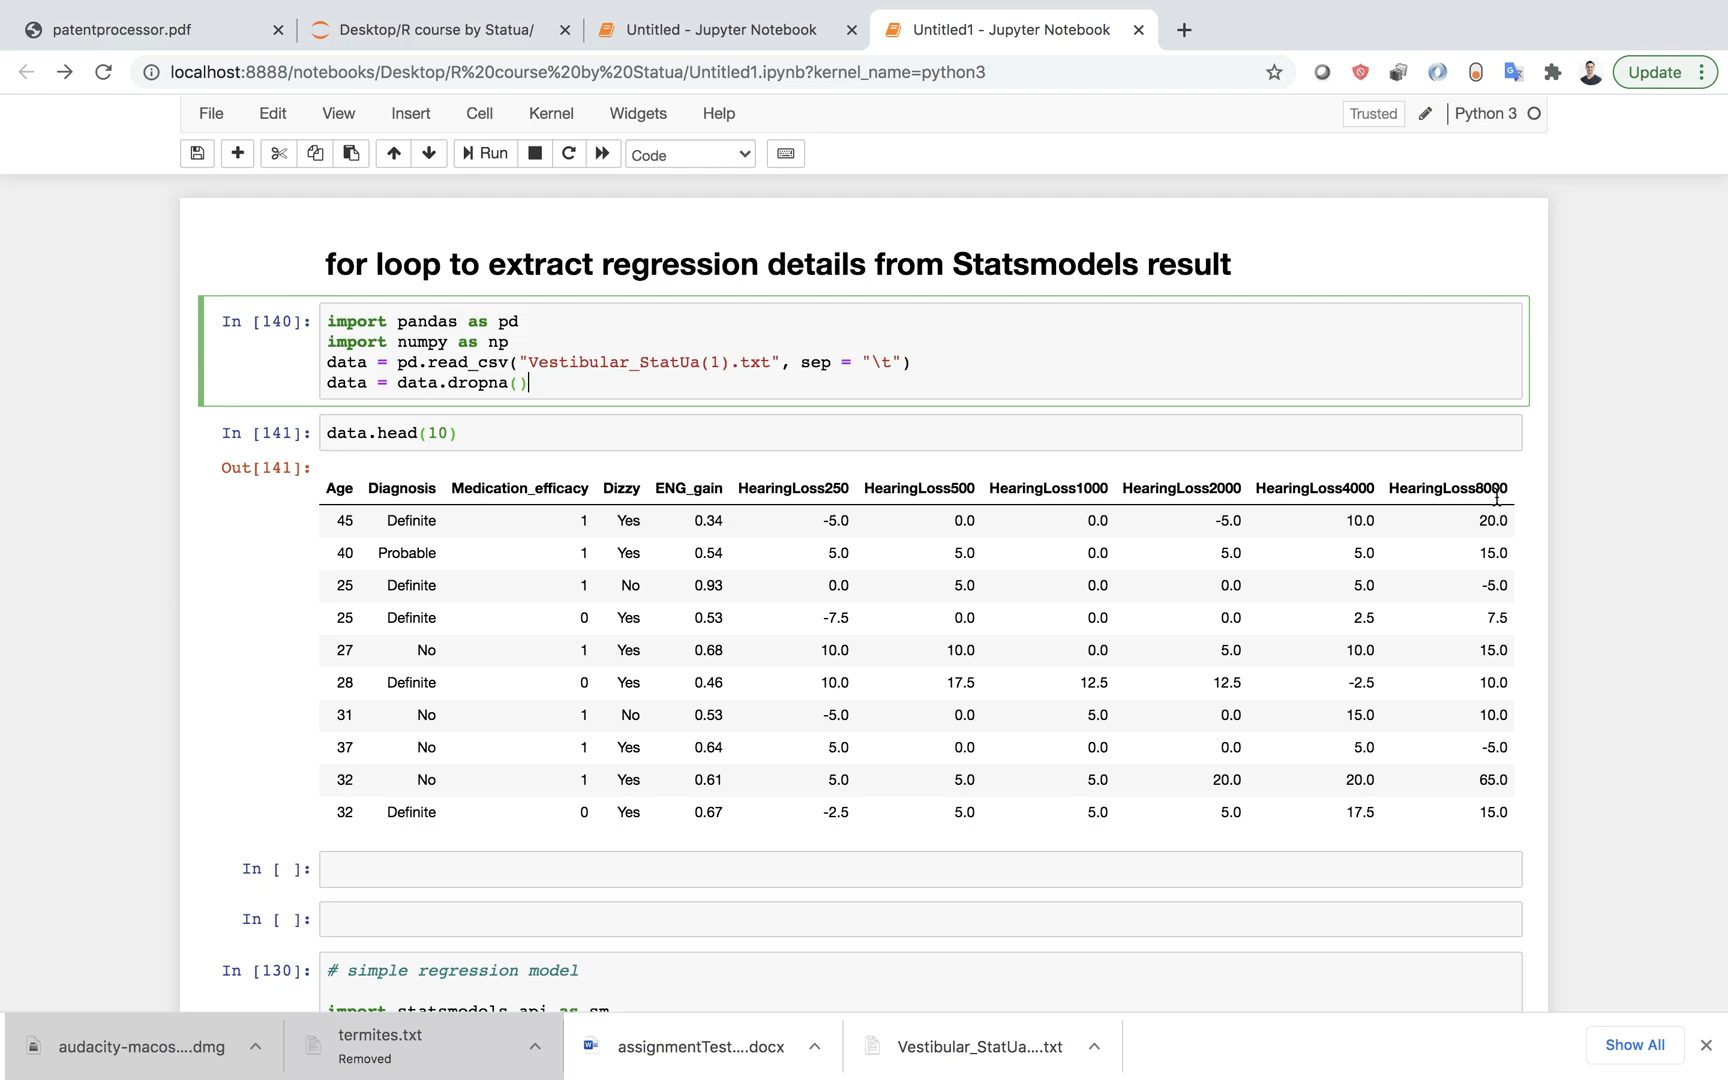 patentprocessor.pdf
Desktop/R course by Statua/
Untitled - Jupyter Notebook
Untitled1 - Jupyter Notebook
localhost:8888/notebooks/Desktop/R%20course%20by%20Statua/Untitled1.ipynb?kernel_name=python3
Update
File Edit View Insert Cell Kernel Widgets Help
Trusted Python 3
Run Code
for loop to extract regression details from Statsmodels result
In [140]: import pandas as pd
import numpy as np
data = pd.read_csv("Vestibular_StatUa(1).txt", sep = "\t")
data = data.dropna()
In [141]: data.head(10)
Out[141]:
Age Diagnosis Medication_efficacy Dizzy ENG_gain HearingLoss250 HearingLoss500 HearingLoss1000 HearingLoss2000 HearingLoss4000 HearingLoss8000
45 Definite 1 Yes 0.34 -5.0 0.0 0.0 -5.0 10.0 20.0
40 Probable 1 Yes 0.54 5.0 5.0 0.0 5.0 5.0 15.0
25 Definite 1 No 0.93 0.0 5.0 0.0 0.0 5.0 -5.0
25 Definite 0 Yes 0.53 -7.5 0.0 0.0 0.0 2.5 7.5
27 No 1 Yes 0.68 10.0 10.0 0.0 5.0 10.0 15.0
28 Definite 0 Yes 0.46 10.0 17.5 12.5 12.5 -2.5 10.0
31 No 1 No 0.53 -5.0 0.0 5.0 0.0 15.0 10.0
37 No 1 Yes 0.64 5.0 0.0 0.0 0.0 5.0 -5.0
32 No 1 Yes 0.61 5.0 5.0 5.0 20.0 20.0 65.0
32 Definite 0 Yes 0.67 -2.5 5.0 5.0 5.0 17.5 15.0
In [ ]:
In [ ]:
In [130]: # simple regression model
import statsmodels.api as sm
audacity-macos....dmg
termites.txt
Removed
assignmentTest....docx
Vestibular_StatUa....txt
Show All